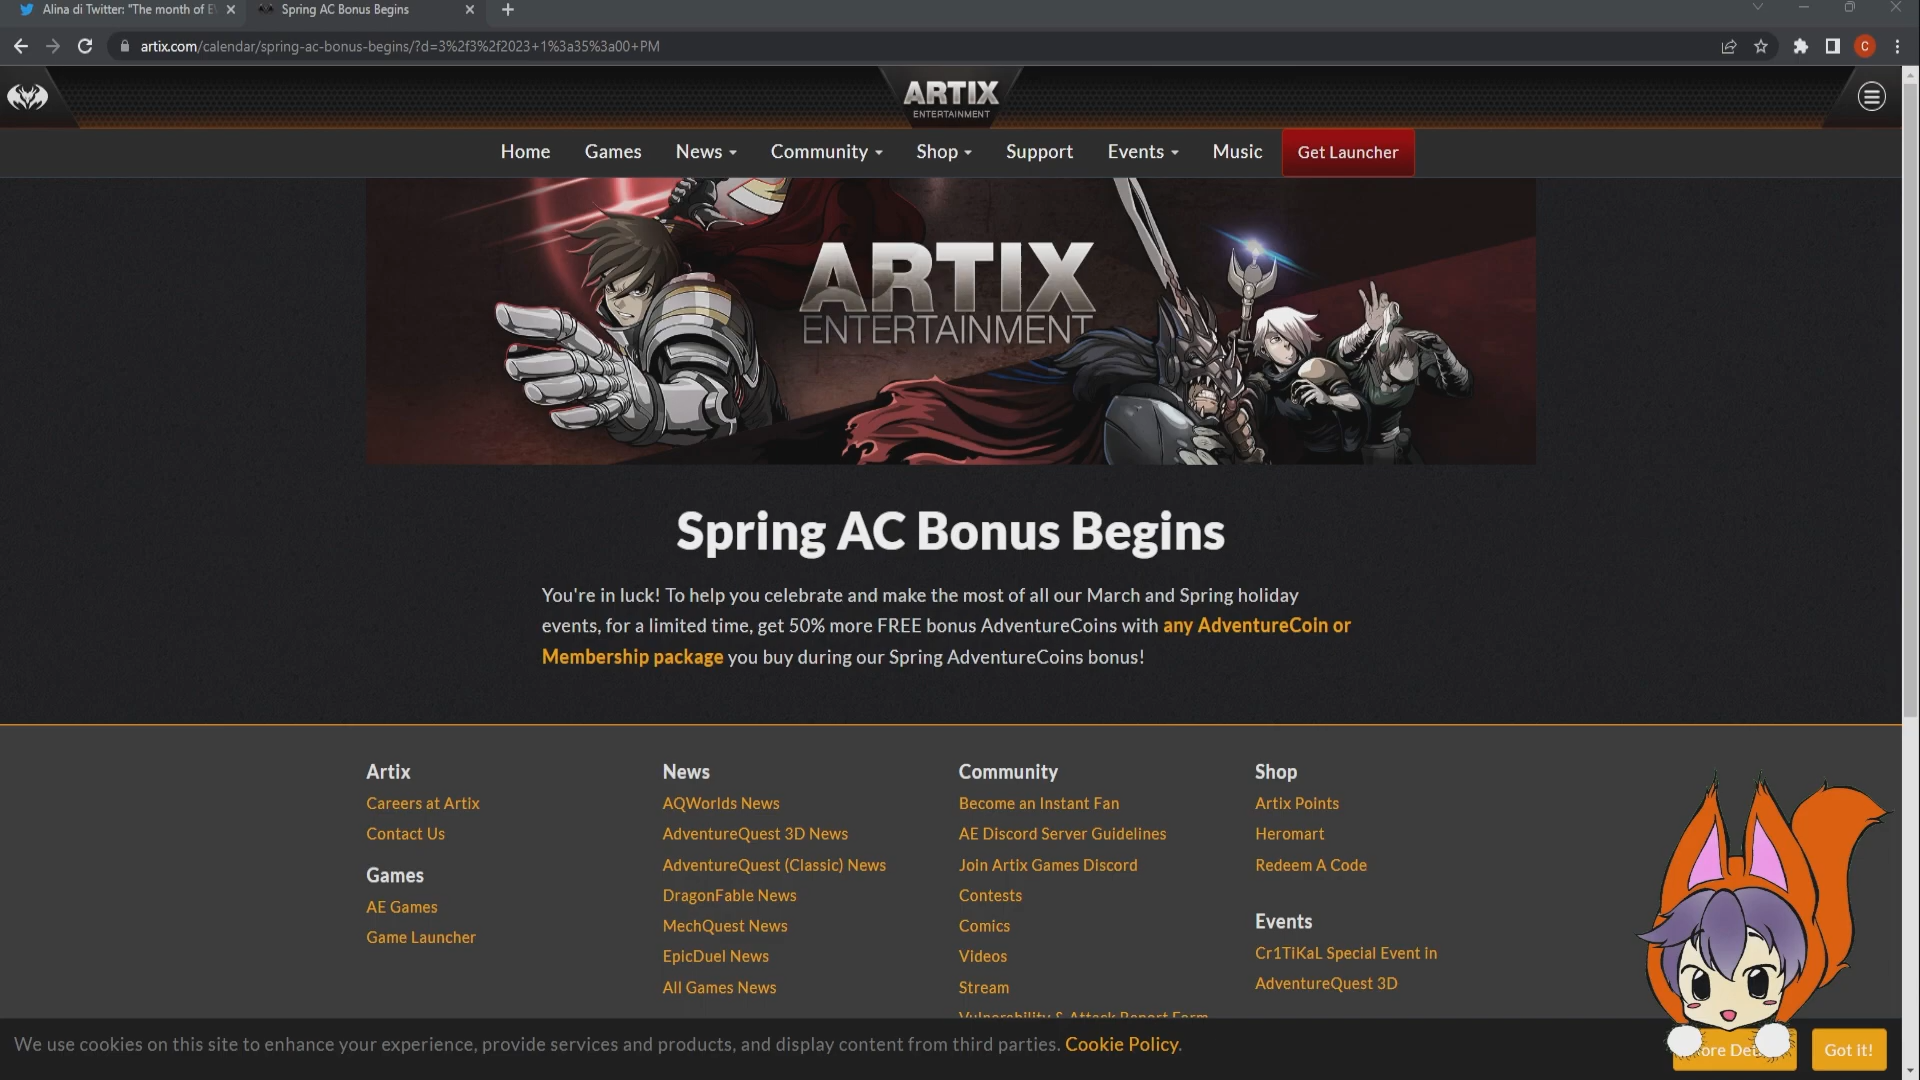 Alina di Twitter: "The month of E
Spring AC Bonus Begins
artix.com/calendar/spring-ac-bonus-begins/?d=3%2f3%2f2023+1%3a35%3a00+PM
C
ARTIX
ENTERTAINMENT
Home Games News Community Shop Support Events Music Get Launcher
ARTIX
ENTERTAINMENT
Spring AC Bonus Begins
You're in luck! To help you celebrate and make the most of all our March and Spring holiday
events, for a limited time, get 50% more FREE bonus AdventureCoins with any AdventureCoin or
Membership package you buy during our Spring AdventureCoins bonus!
Artix
Careers at Artix
Contact Us
Games
AE Games
Game Launcher
News
AQWorlds News
AdventureQuest 3D News
AdventureQuest (Classic) News
DragonFable News
MechQuest News
EpicDuel News
All Games News
Community
Become an Instant Fan
AE Discord Server Guidelines
Join Artix Games Discord
Contests
Comics
Videos
Stream
Vulnerability & Attack Report Form
Shop
Artix Points
Heromart
Redeem A Code
Events
Cr1TiKaL Special Event in
AdventureQuest 3D
We use cookies on this site to enhance your experience, provide services and products, and display content from third parties. Cookie Policy.
ore De
Got it!